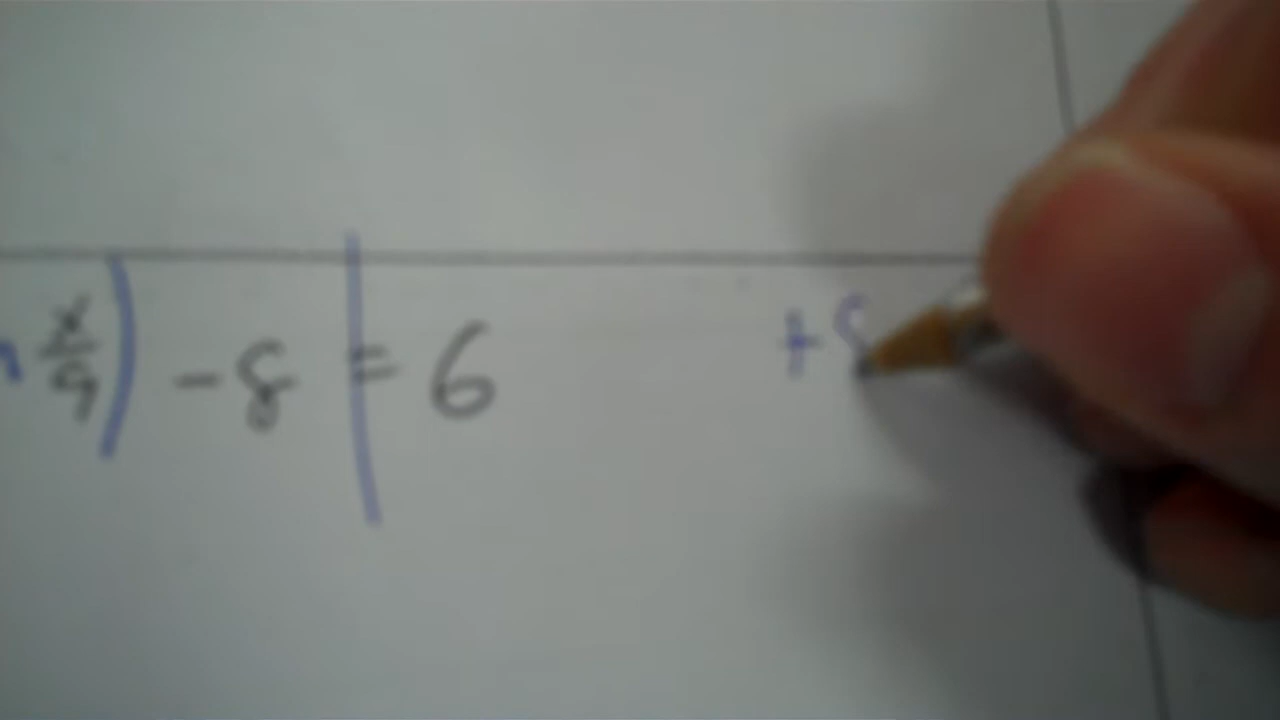 x/9) - 8 = 6 +8